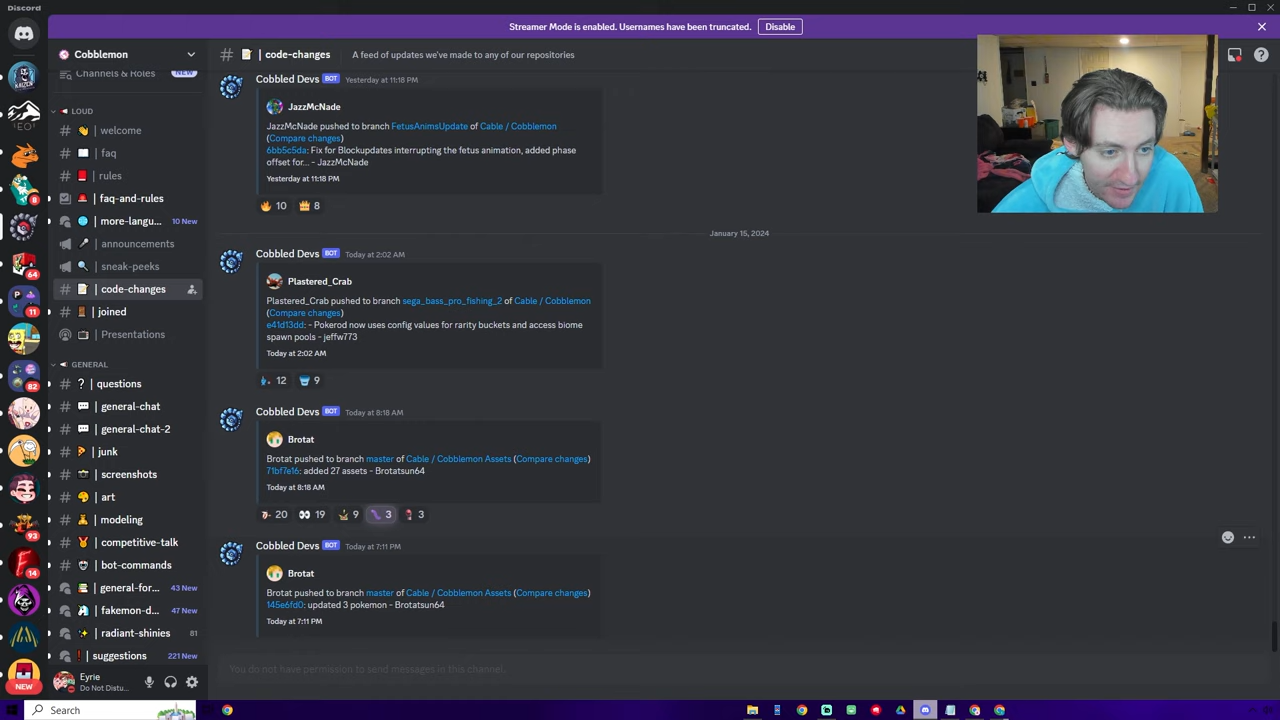 Discord
Streamer Mode is enabled. Usernames have been truncated. Disable
Cobblemon
| code-changes A feed of updates we've made to any of our repositories
Channels & Roles NEW
LOUD
| welcome
| faq
| rules
| faq-and-rules
| more-langu... 10 New
| announcements
| sneak-peeks
| code-changes
| joined
| Presentations
GENERAL
| questions
| general-chat
| general-chat-2
| junk
| screenshots
| art
| modeling
| competitive-talk
| bot-commands
| general-for... 43 New
| fakemon-d... 47 New
| radiant-shinies 81
| suggestions 221 New
Eyrie
Do Not Distu...
8
64
11
82
93
14
NEW
Cobbled Devs BOT Yesterday at 11:18 PM
JazzMcNade
JazzMcNade pushed to branch FetusAnimsUpdate of Cable / Cobblemon
(Compare changes)
6bb5c5da: Fix for Blockupdates interrupting the fetus animation, added phase
offset for... - JazzMcNade
Yesterday at 11:18 PM
10 8
January 15, 2024
Cobbled Devs BOT Today at 2:02 AM
Plastered_Crab
Plastered_Crab pushed to branch sega_bass_pro_fishing_2 of Cable / Cobblemon
(Compare changes)
e41d13dd: - Pokerod now uses config values for rarity buckets and access biome
spawn pools - jeffw773
Today at 2:02 AM
12 9
Cobbled Devs BOT Today at 8:18 AM
Brotat
Brotat pushed to branch master of Cable / Cobblemon Assets (Compare changes)
71bf7e16: added 27 assets - Brotatsun64
Today at 8:18 AM
20 19 9 3 3
Cobbled Devs BOT Today at 7:11 PM
Brotat
Brotat pushed to branch master of Cable / Cobblemon Assets (Compare changes)
145e6fd0: updated 3 pokemon - Brotatsun64
Today at 7:11 PM
You do not have permission to send messages in this channel.
Search